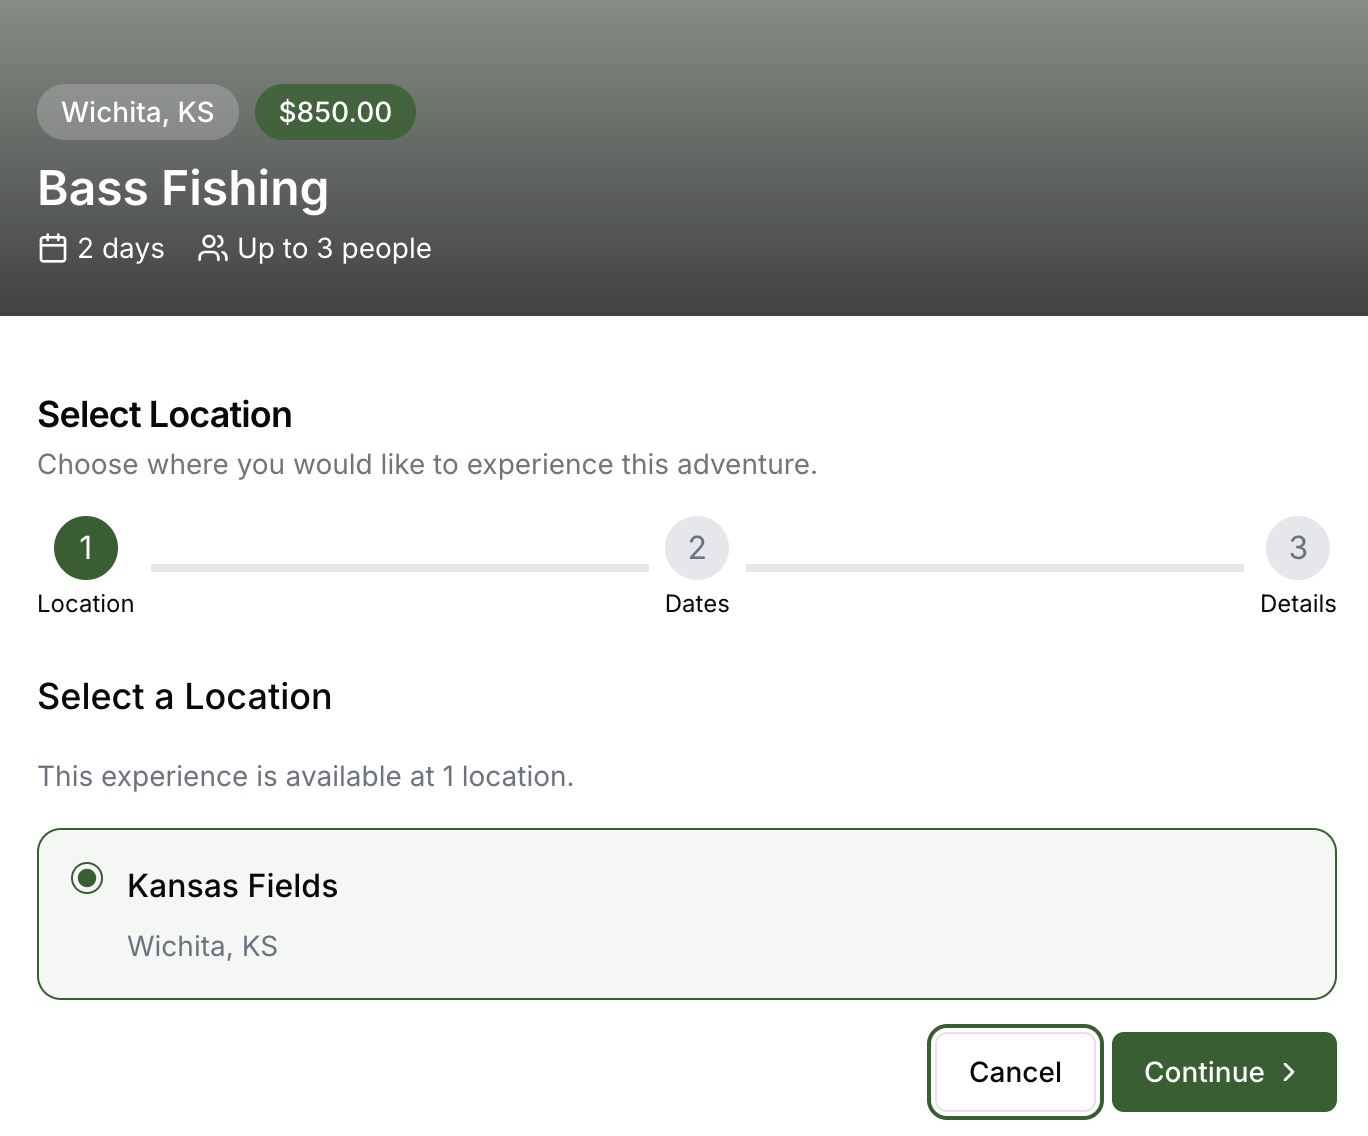 Wichita, KS $850.00
Bass Fishing
2 days Up to 3 people
Select Location
Choose where you would like to experience this adventure.
1 2 3
Location Dates Details
Select a Location
This experience is available at 1 location.
Kansas Fields
Wichita, KS
Cancel Continue